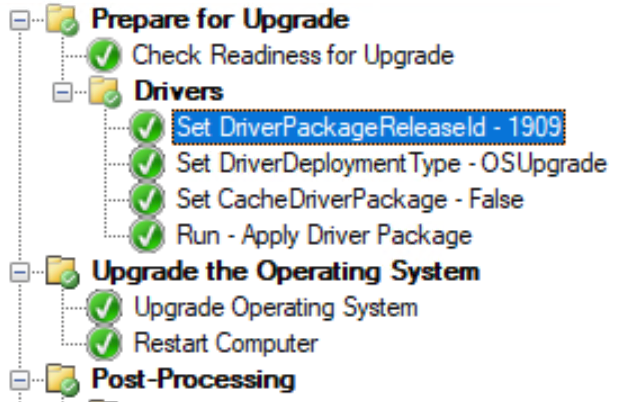 Prepare for Upgrade
Check Readiness for Upgrade
Drivers
Set DriverPackageReleaseId - 1909
Set DriverDeploymentType - OSUpgrade
Set CacheDriverPackage - False
Run - Apply Driver Package
Upgrade the Operating System
Upgrade Operating System
Restart Computer
Post-Processing